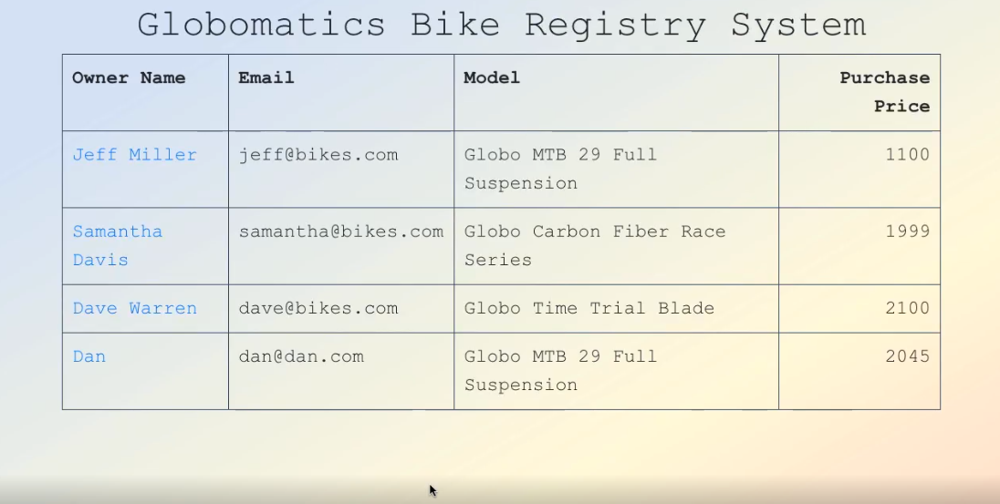 Globomatics Bike Registry System
Owner Name Email Model Purchase
Price
Jeff Miller jeff@bikes.com Globo MTB 29 Full 1100
Suspension
Samantha samantha@bikes.com Globo Carbon Fiber Race 1999
Davis Series
Dave Warren dave@bikes.com Globo Time Trial Blade 2100
Dan dan@dan.com Globo MTB 29 Full 2045
Suspension